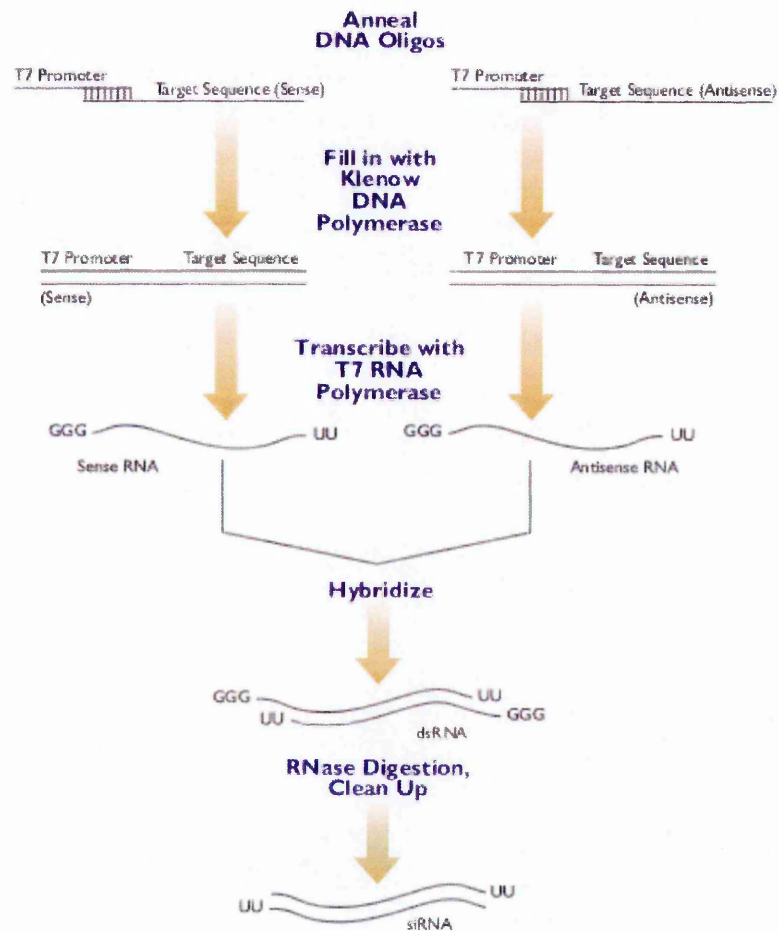 Anneal
DNA Oligos
T7 Promoter
Target Sequence (Sense)
T7 Promoter
Target Sequence (Antisense)
Fill in with
Klenow
DNA
Polymerase
T7 Promoter Target Sequence
(Sense)
T7 Promoter Target Sequence
(Antisense)
Transcribe with
T7 RNA
Polymerase
GGG UU
Sense RNA
GGG UU
Antisense RNA
Hybridize
GGG UU
UU GGG
dsRNA
RNase Digestion,
Clean Up
UU
UU
siRNA